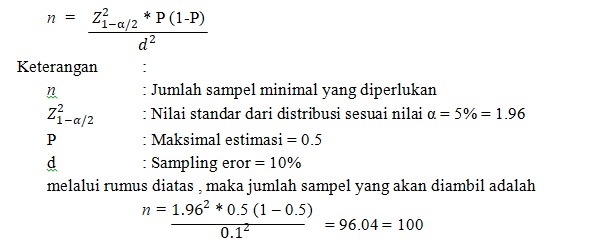 n = Z²₁₋α/₂ * P (1-P)
d²
Keterangan :
n : Jumlah sampel minimal yang diperlukan
Z²₁₋α/₂ : Nilai standar dari distribusi sesuai nilai α = 5% = 1.96
P : Maksimal estimasi = 0.5
d : Sampling eror = 10%
melalui rumus diatas , maka jumlah sampel yang akan diambil adalah
n = 1.96² * 0.5 (1 – 0.5)
0.1²
= 96.04 = 100